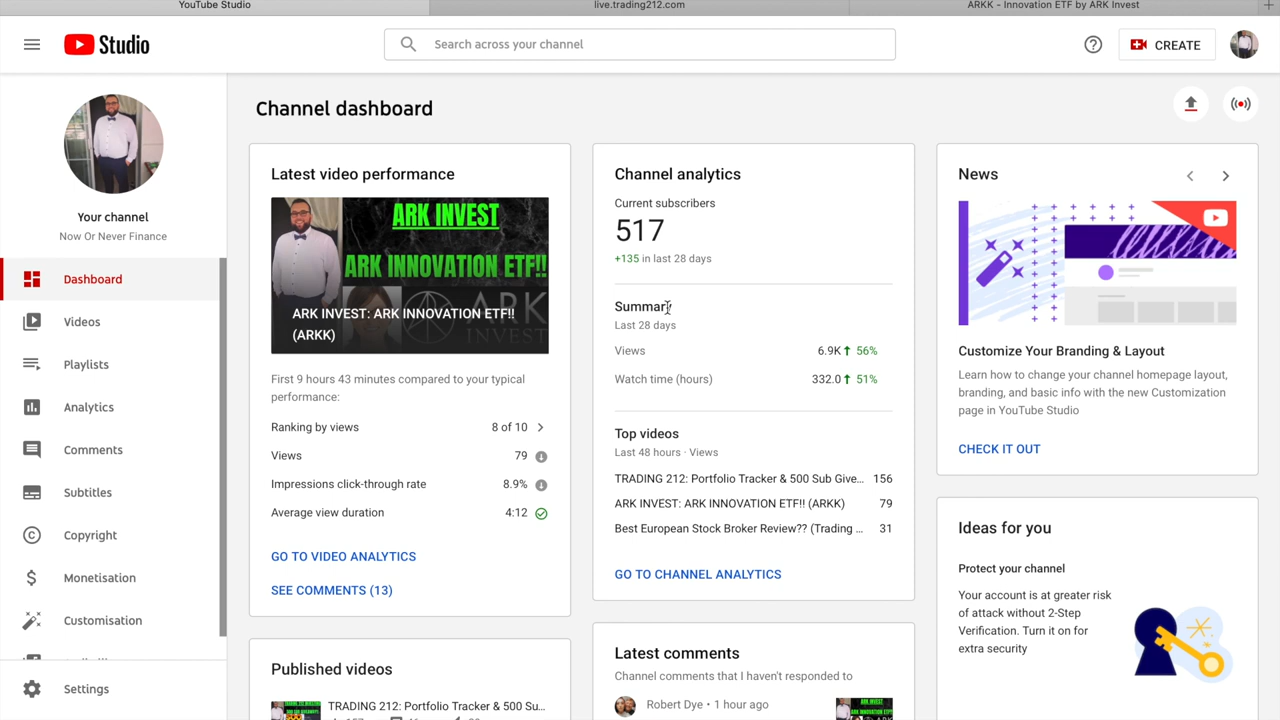 YouTube Studio
live.trading212.com
ARKK - Innovation ETF by ARK Invest
Studio
Search across your channel
CREATE
Your channel
Now Or Never Finance
Dashboard
Videos
Playlists
Analytics
Comments
Subtitles
Copyright
Monetisation
Customisation
Settings
Channel dashboard
Latest video performance
ARK INVEST
ARK INNOVATION ETF!!
ARK
ARK INVEST: ARK INNOVATION ETF!!
(ARKK)
First 9 hours 43 minutes compared to your typical
performance:
Ranking by views 8 of 10
Views 79
Impressions click-through rate 8.9%
Average view duration 4:12
GO TO VIDEO ANALYTICS
SEE COMMENTS (13)
Published videos
TRADING 212: Portfolio Tracker & 500 Su...
Channel analytics
Current subscribers
517
+135 in last 28 days
Summary
Last 28 days
Views 6.9K 56%
Watch time (hours) 332.0 51%
Top videos
Last 48 hours · Views
TRADING 212: Portfolio Tracker & 500 Sub Give... 156
ARK INVEST: ARK INNOVATION ETF!! (ARKK) 79
Best European Stock Broker Review?? (Trading ... 31
GO TO CHANNEL ANALYTICS
Latest comments
Channel comments that I haven't responded to
Robert Dye • 1 hour ago
News
Customize Your Branding & Layout
Learn how to change your channel homepage layout,
branding, and basic info with the new Customization
page in YouTube Studio
CHECK IT OUT
Ideas for you
Protect your channel
Your account is at greater risk
of attack without 2-Step
Verification. Turn it on for
extra security